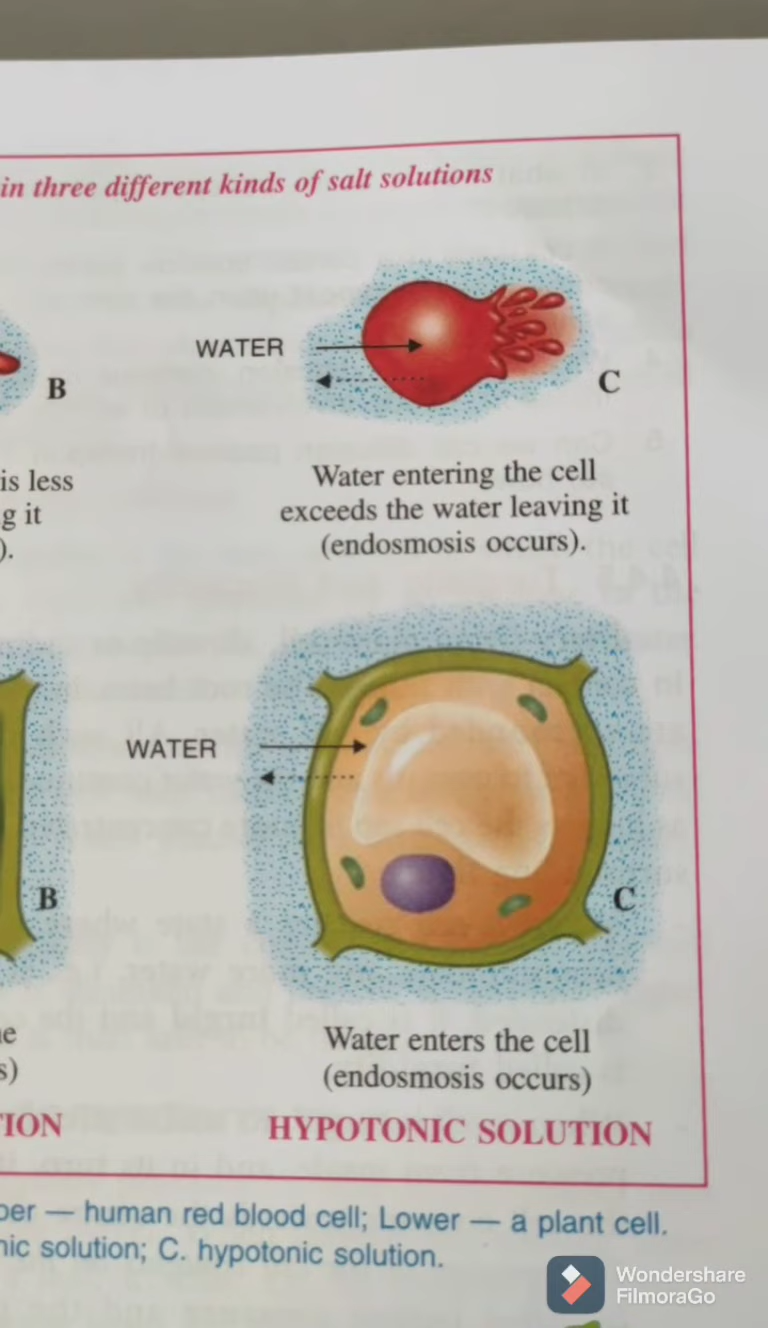 in three different kinds of salt solutions
WATER
B
C
is less
g it
).
Water entering the cell
exceeds the water leaving it
(endosmosis occurs).
WATER
B
C
e
s)
Water enters the cell
(endosmosis occurs)
TION
HYPOTONIC SOLUTION
per — human red blood cell; Lower — a plant cell.
nic solution; C. hypotonic solution.
Wondershare
FilmoraGo